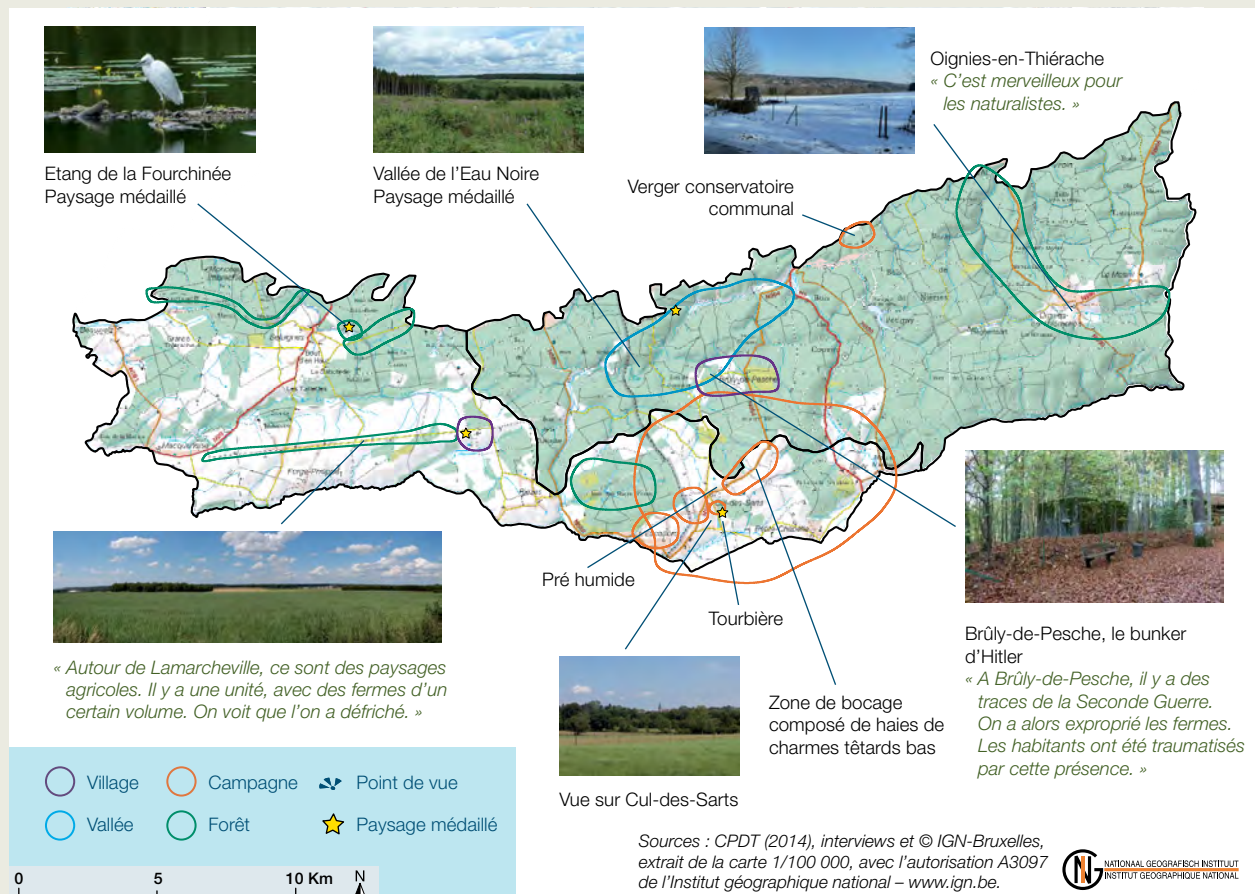 Oignies-en-Thiérache
« C'est merveilleux pour
les naturalistes. »
Etang de la Fourchinée
Paysage médaillé
Vallée de l'Eau Noire
Paysage médaillé
Verger conservatoire
communal
Pré humide
Tourbière
« Autour de Lamarcheville, ce sont des paysages
agricoles. Il y a une unité, avec des fermes d'un
certain volume. On voit que l'on a défriché. »
Vue sur Cul-des-Sarts
Zone de bocage
composé de haies de
charmes têtards bas
Brûly-de-Pesche, le bunker
d'Hitler
« A Brûly-de-Pesche, il y a des
traces de la Seconde Guerre.
On a alors exproprié les fermes.
Les habitants ont été traumatisés
par cette présence. »
Village
Campagne
Point de vue
Vallée
Forêt
Paysage médaillé
0 5 10 Km N
Sources : CPDT (2014), interviews et © IGN-Bruxelles,
extrait de la carte 1/100 000, avec l'autorisation A3097
de l'Institut géographique national – www.ign.be.
NATIONAAL GEOGRAFISCH INSTITUUT
INSTITUT GEOGRAPHIQUE NATIONAL